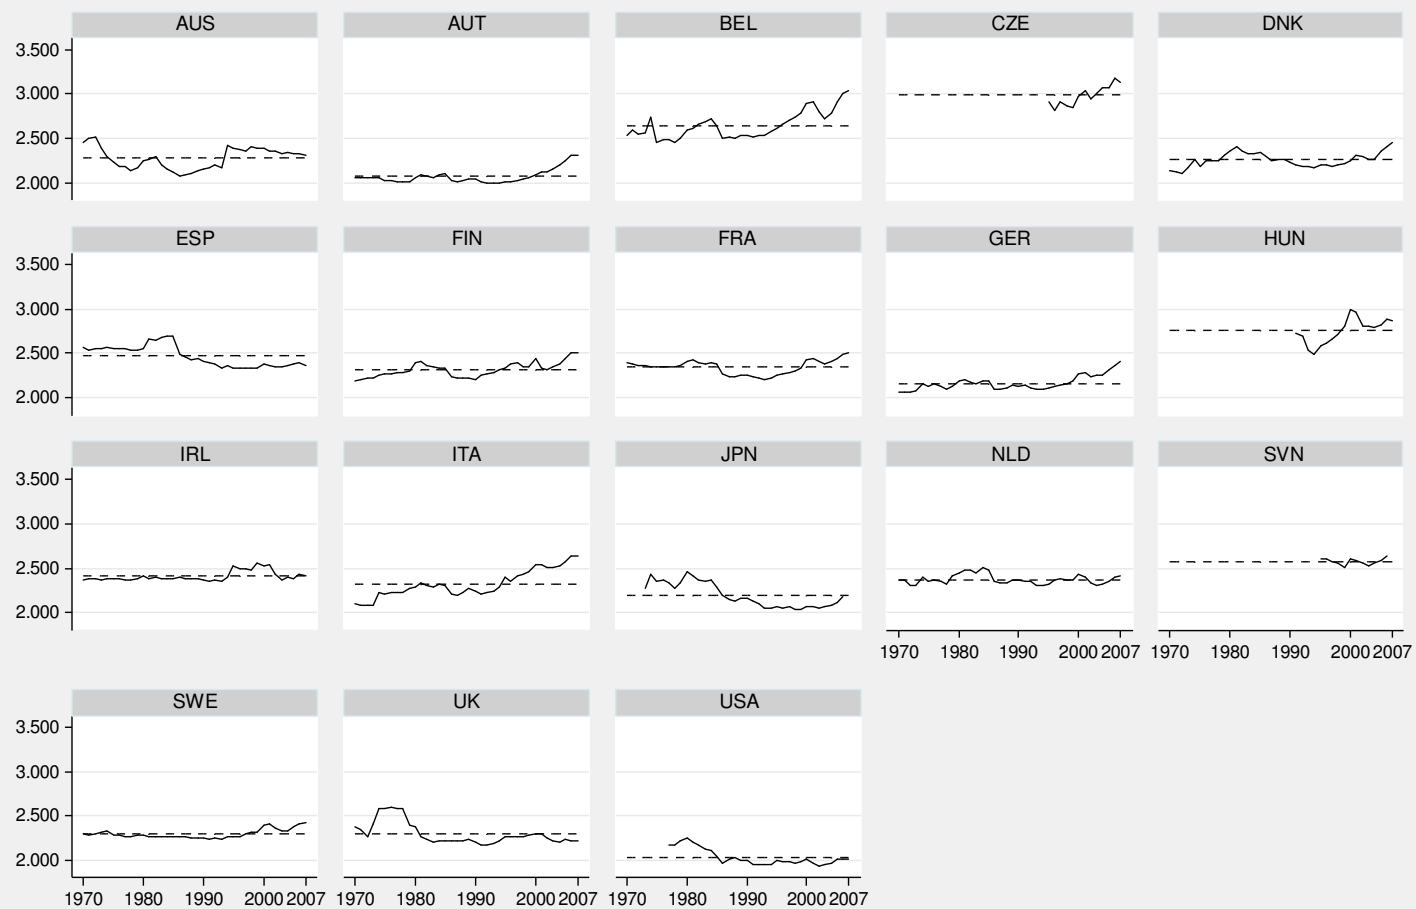 AUS AUT BEL CZE DNK
3.500
3.000
2.500
2.000
ESP FIN FRA GER HUN
3.500
3.000
2.500
2.000
IRL ITA JPN NLD SVN
3.500
3.000
2.500
2.000
1970 1980 1990 2000 2007 1970 1980 1990 2000 2007
SWE UK USA
3.500
3.000
2.500
2.000
1970 1980 1990 2000 2007 1970 1980 1990 2000 2007 1970 1980 1990 2000 2007